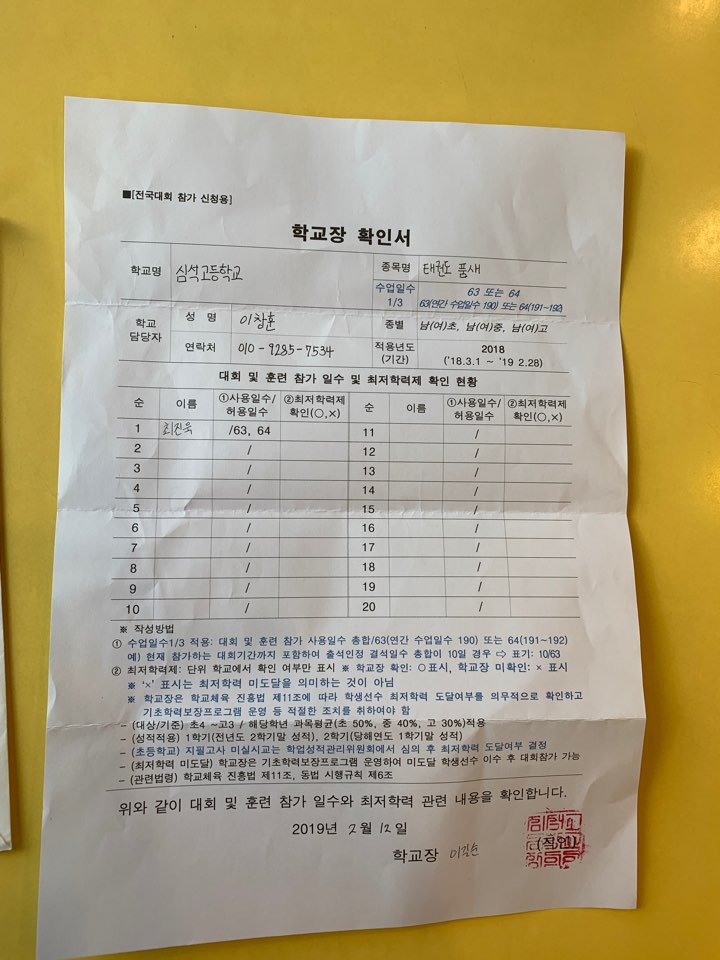 ■[전국대회 참가 신청용]
학교장 확인서
학교명 심석고등학교 종목명 태권도 품새
수업일수 1/3 63 또는 64
63(연간 수업일수 190) 또는 64(191~192)
학교 담당자 성 명 이창훈 종별 남(여)초, 남(여)중, 남(여)고
연락처 010-9285-7534 적용년도 (기간) 2018
('18.3.1 ~ '19 2.28)
대회 및 훈련 참가 일수 및 최저학력제 확인 현황
순 이름 ①사용일수/허용일수 ②최저학력제 확인(○,×) 순 이름 ①사용일수/허용일수 ②최저학력제 확인(○,×)
1 최진욱 /63, 64 11 /
2 / 12 /
3 / 13 /
4 / 14 /
5 / 15 /
6 / 16 /
7 / 17 /
8 / 18 /
9 / 19 /
10 / 20 /
※ 작성방법
① 수업일수1/3 적용: 대회 및 훈련 참가 사용일수 총합/63(연간 수업일수 190) 또는 64(191~192)
예) 현재 참가하는 대회기간까지 포함하여 출석인정 결석일수 총합이 10일 경우 ⇨ 표기: 10/63
② 최저학력제: 단위 학교에서 확인 여부만 표시 ※ 학교장 확인: ○표시, 학교장 미확인: × 표시
※ '×' 표시는 최저학력 미도달을 의미하는 것이 아님
※ 학교장은 학교체육 진흥법 제11조에 따라 학생선수 최저학력 도달여부를 의무적으로 확인하고
기초학력보장프로그램 운영 등 적절한 조치를 취하여야 함
- (대상/기준) 초4 ~고3 / 해당학년 과목평균(초 50%, 중 40%, 고 30%)적용
- (성적적용) 1학기(전년도 2학기말 성적), 2학기(당해연도 1학기말 성적)
- (초등학교) 지필고사 미실시교는 학업성적관리위원회에서 심의 후 최저학력 도달여부 결정
- (최저학력 미도달) 학교장은 기초학력보장프로그램 운영하여 미도달 학생선수 이수 후 대회참가 가능
- (관련법령) 학교체육 진흥법 제11조, 동법 시행규칙 제6조
위와 같이 대회 및 훈련 참가 일수와 최저학력 관련 내용을 확인합니다.
2019년 2월 12일
학교장 (직인)